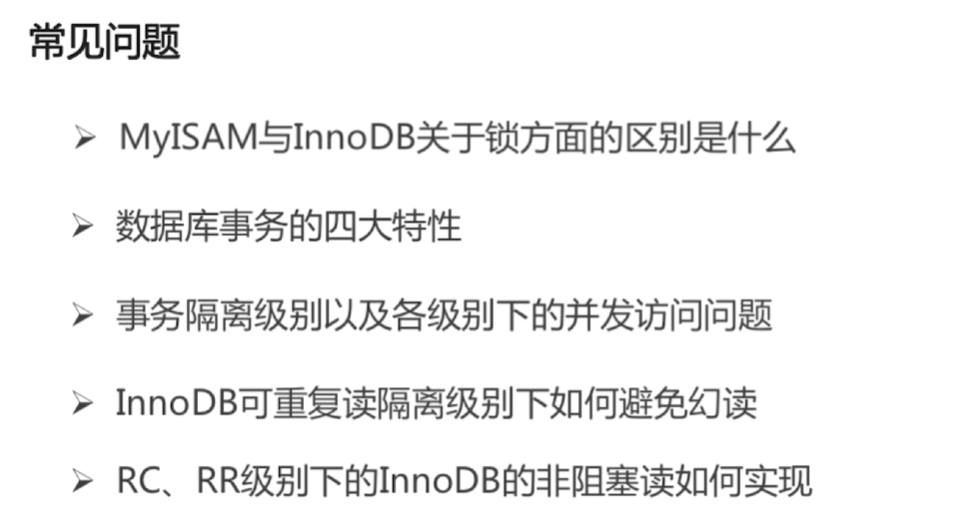 常见问题
➢ MyISAM与InnoDB关于锁方面的区别是什么
➢ 数据库事务的四大特性
➢ 事务隔离级别以及各级别下的并发访问问题
➢ InnoDB可重复读隔离级别下如何避免幻读
➢ RC、RR级别下的InnoDB的非阻塞读如何实现